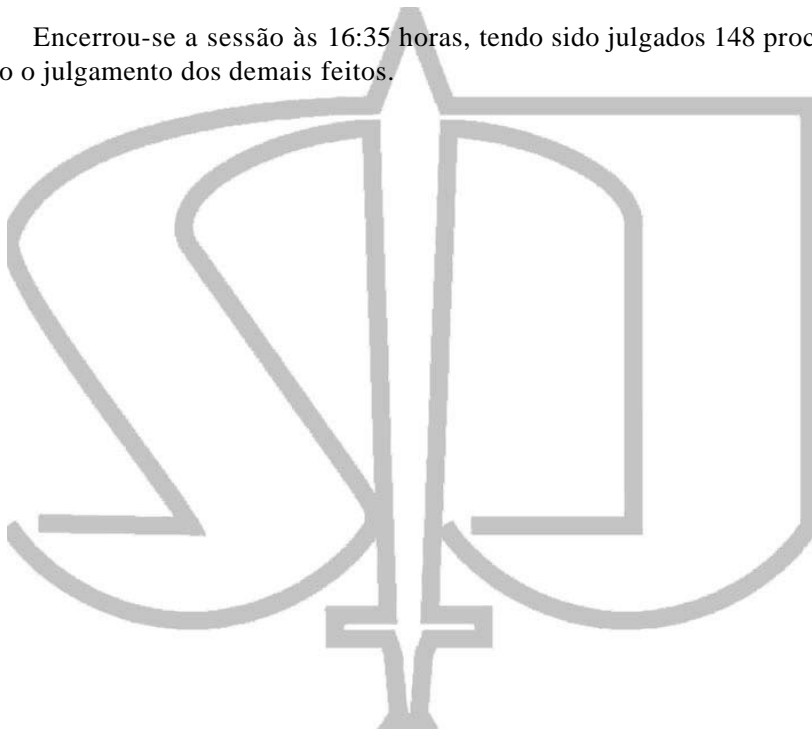 Encerrou-se a sessão às 16:35 horas, tendo sido julgados 148 proc
o o julgamento dos demais feitos.